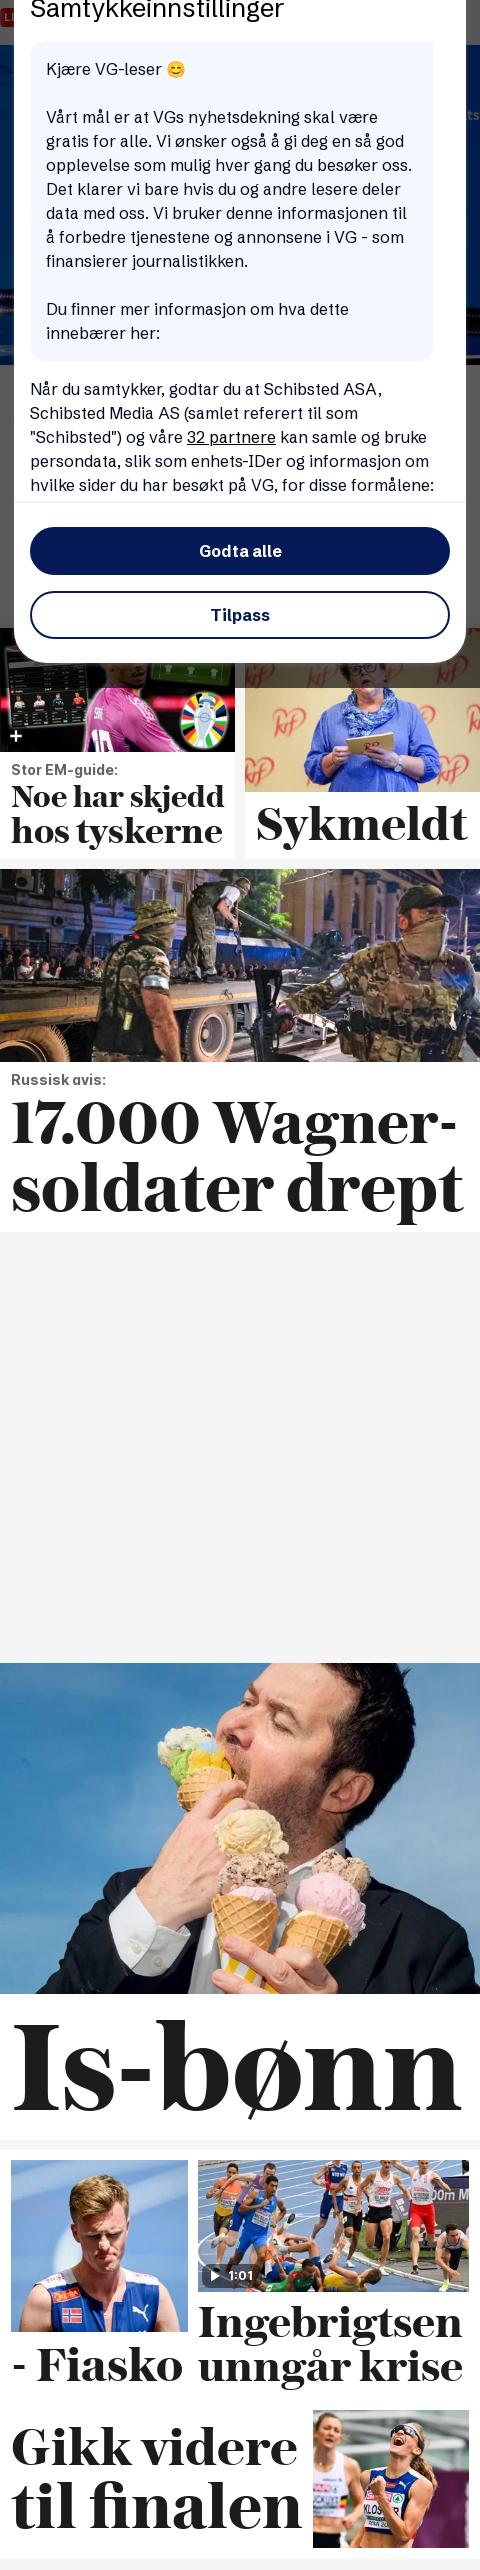 Samtykkeinnstillinger
Kjære VG-leser 😊
Vårt mål er at VGs nyhetsdekning skal være
gratis for alle. Vi ønsker også å gi deg en så god
opplevelse som mulig hver gang du besøker oss.
Det klarer vi bare hvis du og andre lesere deler
data med oss. Vi bruker denne informasjonen til
å forbedre tjenestene og annonsene i VG - som
finansierer journalistikken.
Du finner mer informasjon om hva dette
innebærer her:
Når du samtykker, godtar du at Schibsted ASA,
Schibsted Media AS (samlet referert til som
"Schibsted") og våre 32 partnere kan samle og bruke
persondata, slik som enhets-IDer og informasjon om
hvilke sider du har besøkt på VG, for disse formålene:
Godta alle
Tilpass
Stor EM-guide:
Noe har skjedd
hos tyskerne
Sykmeldt
Russisk avis:
17.000 Wagner-
soldater drept
Is-bønn
1:01
- Fiasko
Ingebrigtsen
unngår krise
Gikk videre
til finalen